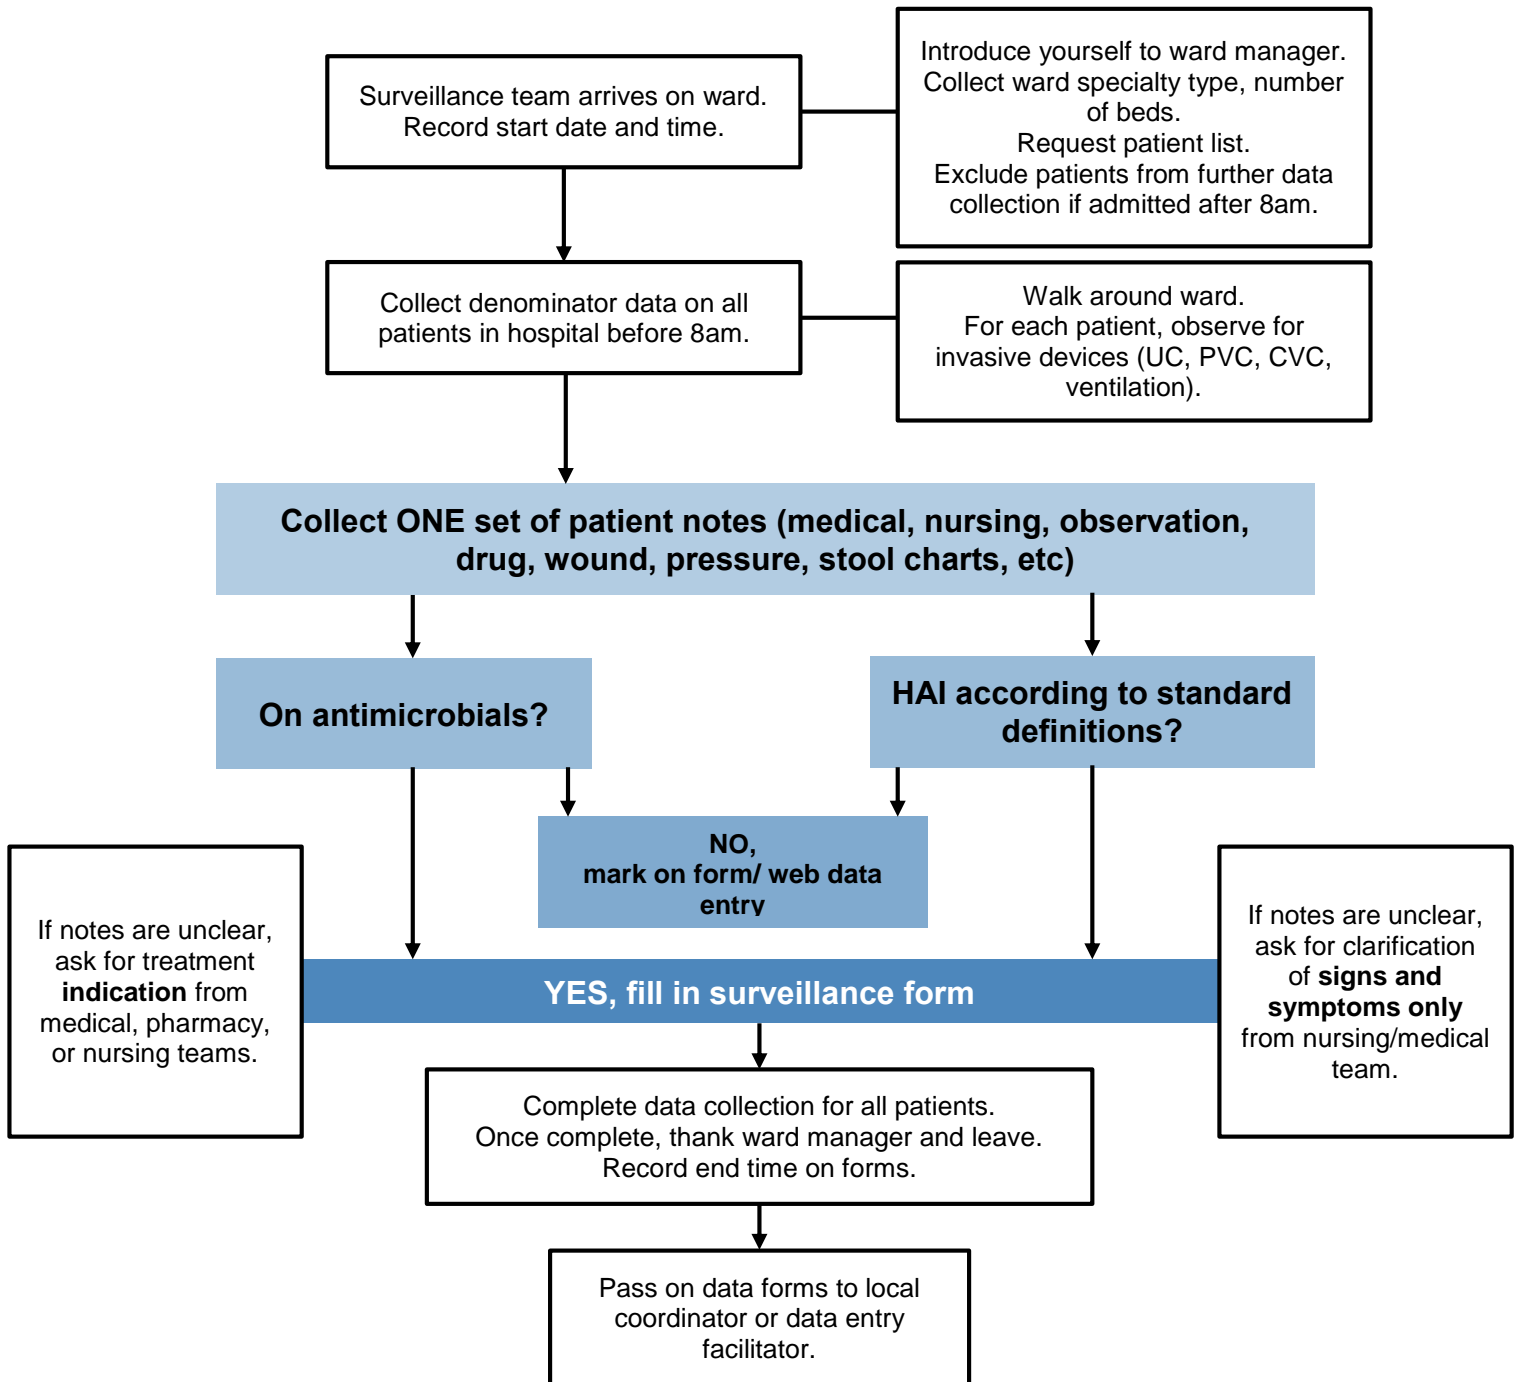 Surveillance team arrives on ward.
Record start date and time.
Introduce yourself to ward manager.
Collect ward specialty type, number
of beds.
Request patient list.
Exclude patients from further data
collection if admitted after 8am.
Collect denominator data on all
patients in hospital before 8am.
Walk around ward.
For each patient, observe for
invasive devices (UC, PVC, CVC,
ventilation).
Collect ONE set of patient notes (medical, nursing, observation,
drug, wound, pressure, stool charts, etc)
On antimicrobials?
HAI according to standard
definitions?
NO,
mark on form/ web data
entry
If notes are unclear,
ask for treatment
indication from
medical, pharmacy,
or nursing teams.
YES, fill in surveillance form
If notes are unclear,
ask for clarification
of signs and
symptoms only
from nursing/medical
team.
Complete data collection for all patients.
Once complete, thank ward manager and leave.
Record end time on forms.
Pass on data forms to local
coordinator or data entry
facilitator.